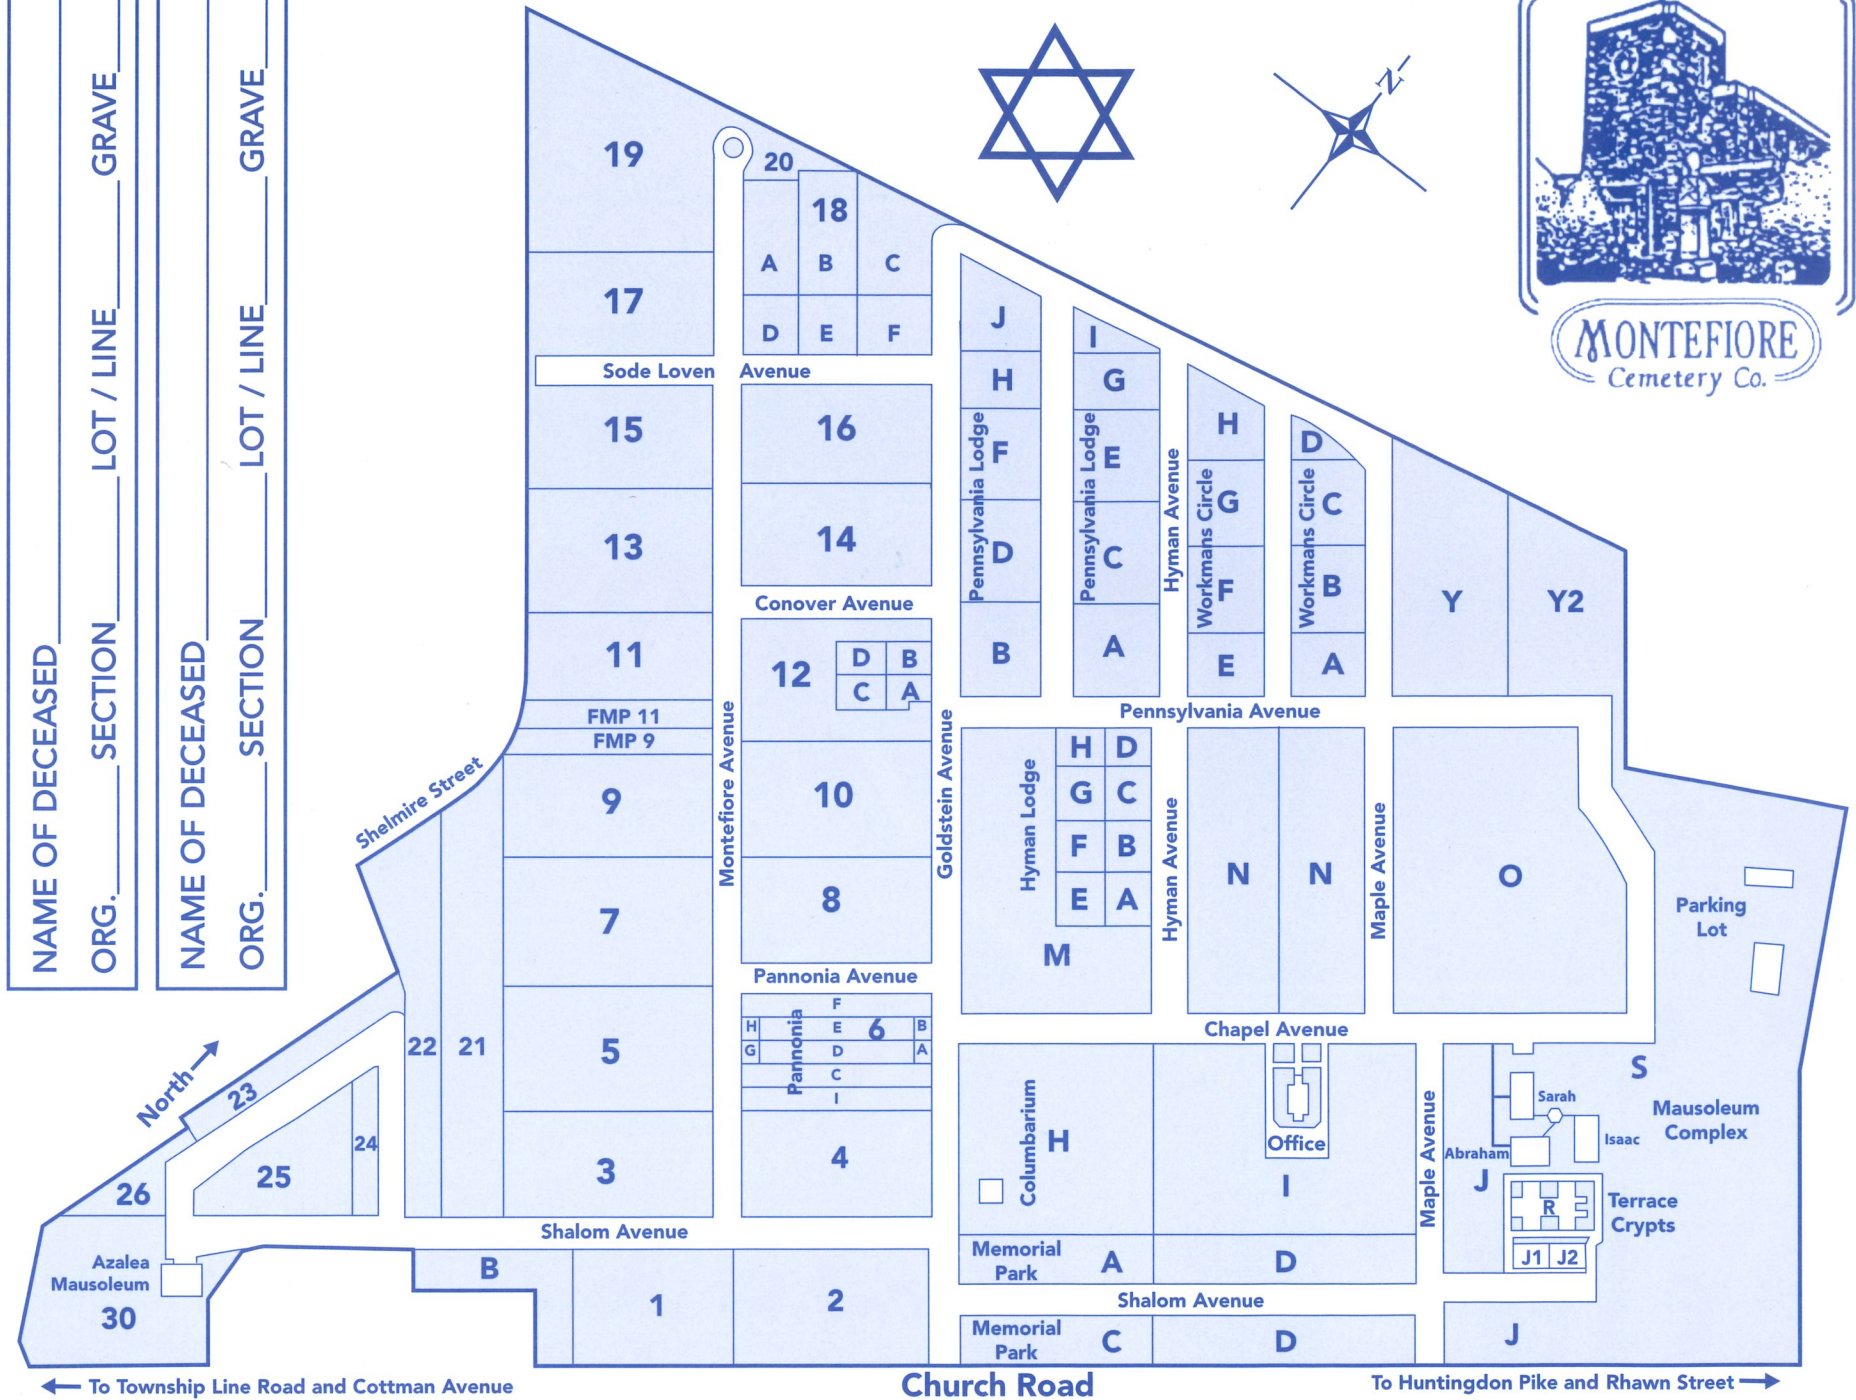 NAME OF DECEASED
ORG. SECTION LOT / LINE GRAVE
NAME OF DECEASED
ORG. SECTION LOT / LINE GRAVE
N
MONTEFIORE
Cemetery Co.
19
20
18
A B C
17
D E F
Sode Loven Avenue
15
16
13
14
Conover Avenue
11
12
D B
C A
FMP 11
FMP 9
9
10
7
8
Pannonia Avenue
Shelmire Street
Montefiore Avenue
Goldstein Avenue
J
H
F
D
B
Pennsylvania Lodge
I
G
E
C
A
Pennsylvania Lodge
Hyman Avenue
H
G
F
E
Workmans Circle
D
C
B
A
Workmans Circle
Y
Y2
Pennsylvania Avenue
Hyman Lodge
H D
G C
F B
E A
M
Hyman Avenue
N
N
Maple Avenue
O
Parking
Lot
22
21
5
F
H E 6 B
G D A
C
I
Pannonia
Chapel Avenue
North
23
24
25
26
3
4
Columbarium
H
Office
I
Maple Avenue
S
Sarah
Isaac
Abraham
J
Mausoleum
Complex
R
Terrace
Crypts
J1 J2
Shalom Avenue
Azalea
Mausoleum
30
B
1
2
Memorial
Park
A
D
Shalom Avenue
Memorial
Park
C
D
J
To Township Line Road and Cottman Avenue
Church Road
To Huntingdon Pike and Rhawn Street